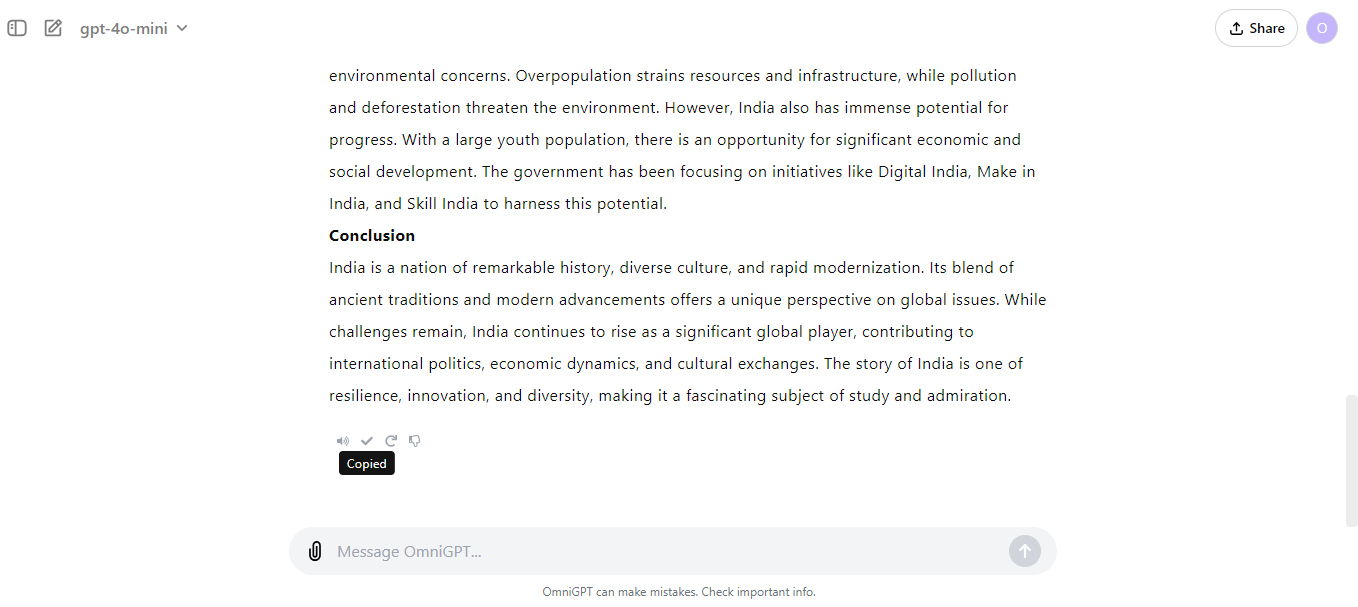 gpt-4o-mini
Share
O
environmental concerns. Overpopulation strains resources and infrastructure, while pollution
and deforestation threaten the environment. However, India also has immense potential for
progress. With a large youth population, there is an opportunity for significant economic and
social development. The government has been focusing on initiatives like Digital India, Make in
India, and Skill India to harness this potential.
Conclusion
India is a nation of remarkable history, diverse culture, and rapid modernization. Its blend of
ancient traditions and modern advancements offers a unique perspective on global issues. While
challenges remain, India continues to rise as a significant global player, contributing to
international politics, economic dynamics, and cultural exchanges. The story of India is one of
resilience, innovation, and diversity, making it a fascinating subject of study and admiration.
Copied
Message OmniGPT...
OmniGPT can make mistakes. Check important info.